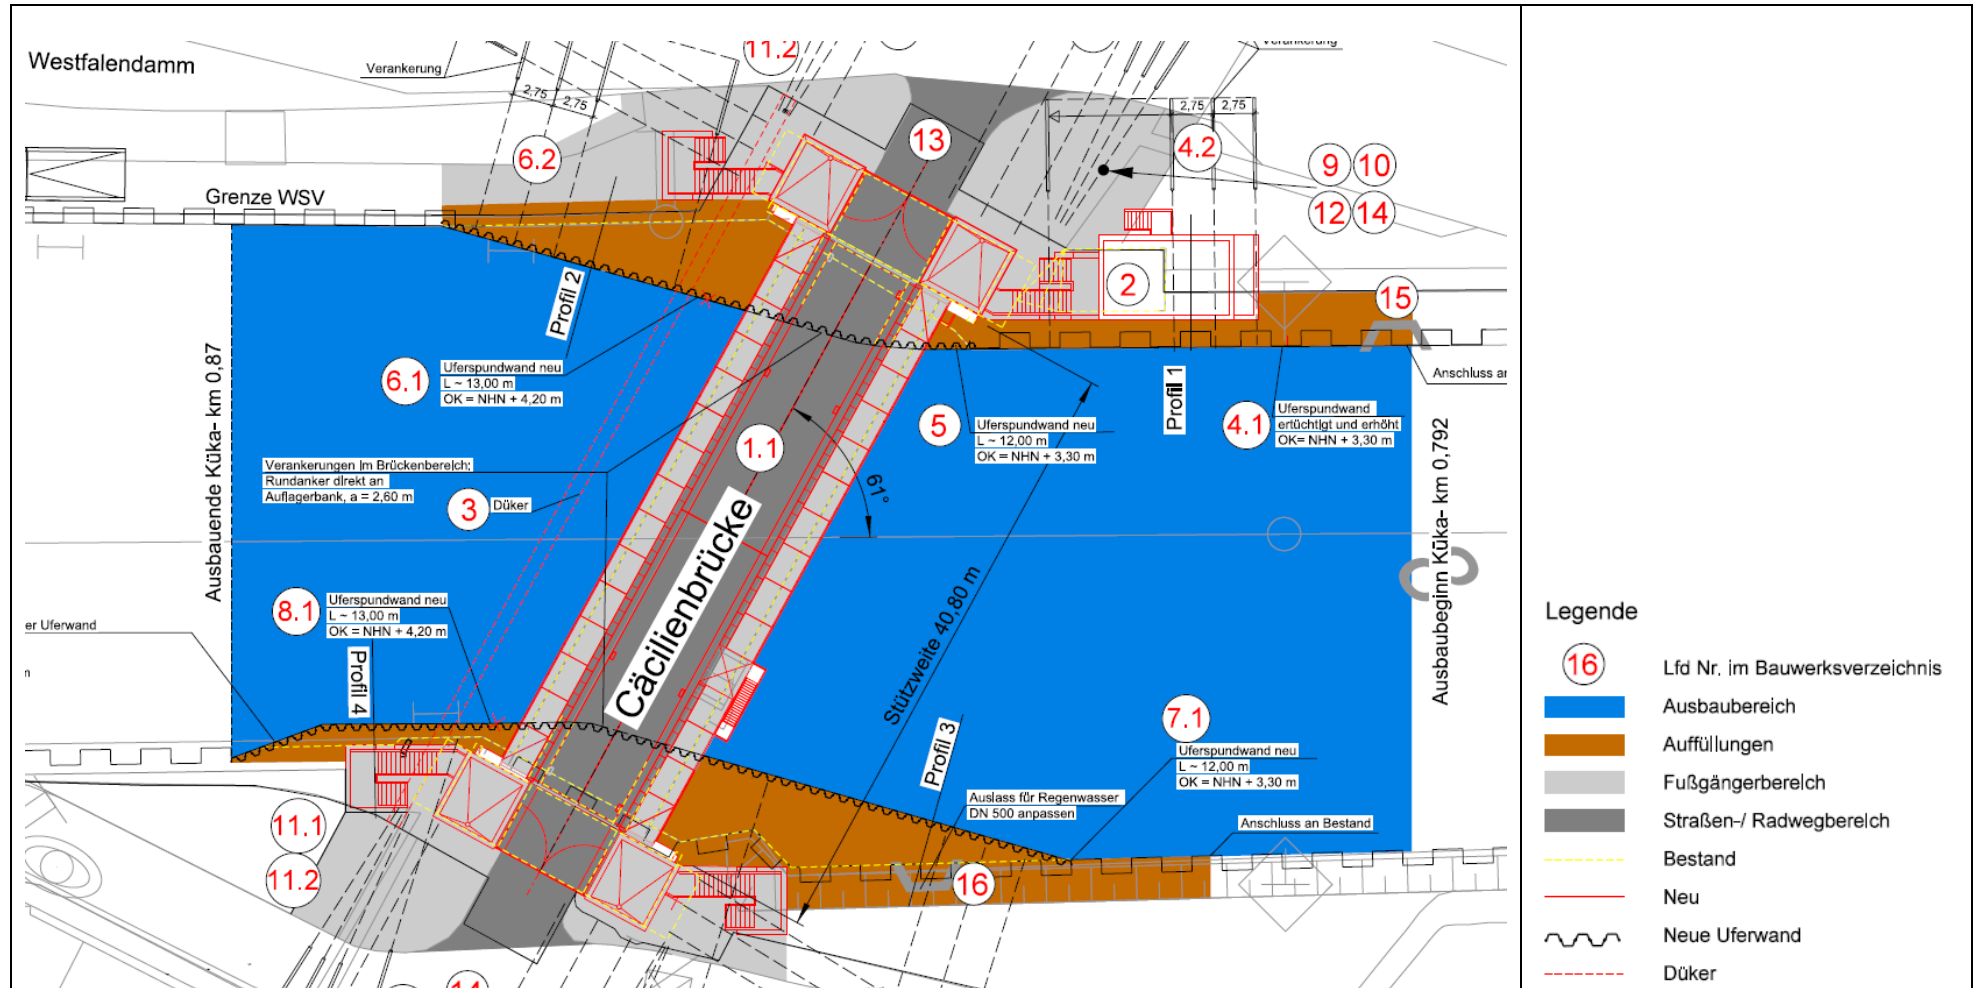 Westfalendamm
Verankerung
11.2
Verankerung
2,75
2,75
2,75
2,75
6.2
13
4.2
9
10
12
14
Grenze WSV
2
15
Profil 2
Ausbauende Küka- km 0,87
6.1
Uferspundwand neu
L ~ 13,00 m
OK = NHN + 4,20 m
Anschluss an
Profil 1
5
Uferspundwand neu
L ~ 12,00 m
OK = NHN + 3,30 m
4.1
Uferspundwand
ertüchtigt und erhöht
OK= NHN + 3,30 m
1.1
61°
Verankerungen im Brückenbereich:
Rundanker direkt an
Auflagerbank, a = 2,60 m
3
Düker
Ausbaubeginn Küka- km 0,792
Cäcilienbrücke
Stützweite 40,80 m
8.1
Uferspundwand neu
L ~ 13,00 m
OK = NHN + 4,20 m
er Uferwand
Profil 4
7.1
Uferspundwand neu
L ~ 12,00 m
OK = NHN + 3,30 m
Profil 3
Auslass für Regenwasser
DN 500 anpassen
Anschluss an Bestand
11.1
11.2
16
14
Legende
16
Lfd Nr. im Bauwerksverzeichnis
Ausbaubereich
Auffüllungen
Fußgängerbereich
Straßen-/ Radwegbereich
Bestand
Neu
Neue Uferwand
Düker